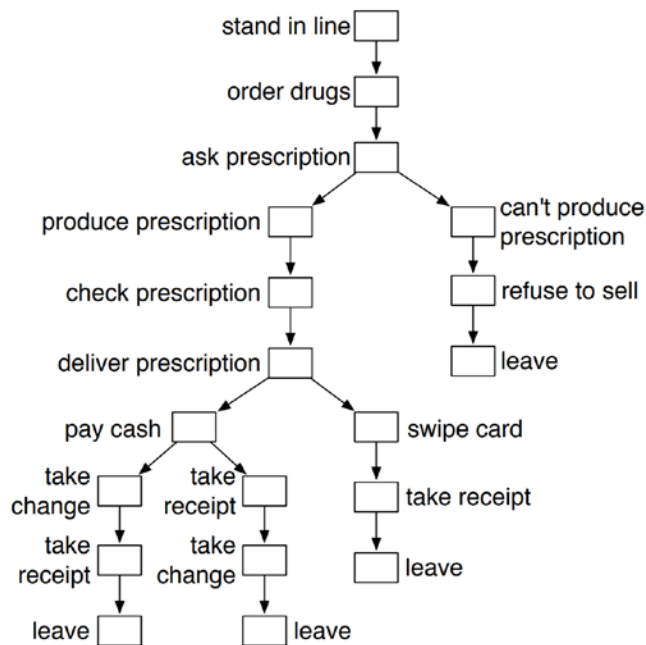 stand in line
order drugs
ask prescription
produce prescription
can't produce
prescription
check prescription
refuse to sell
deliver prescription
leave
pay cash
swipe card
take
change
take
receipt
take receipt
take
receipt
take
change
leave
leave
leave